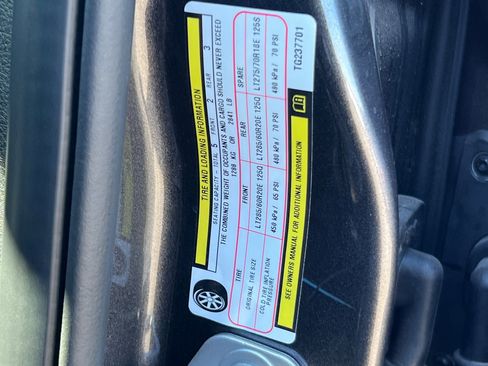 TIRE AND LOADING INFORMATION
SEATING CAPACITY - TOTAL 5 FRONT 2 REAR 3
THE COMBINED WEIGHT OF OCCUPANTS AND CARGO SHOULD NEVER EXCEED
1289 KG OR 2841 LB
TIRE FRONT REAR SPARE
ORIGINAL TIRE SIZE LT285/60R20E 125Q LT285/60R20E 125Q LT275/70R18E 125S
COLD TIRE INFLATION PRESSURE 450 kPa / 65 PSI 480 kPa / 70 PSI 480 kPa / 70 PSI
SEE OWNERS MANUAL FOR ADDITIONAL INFORMATION
TG237701